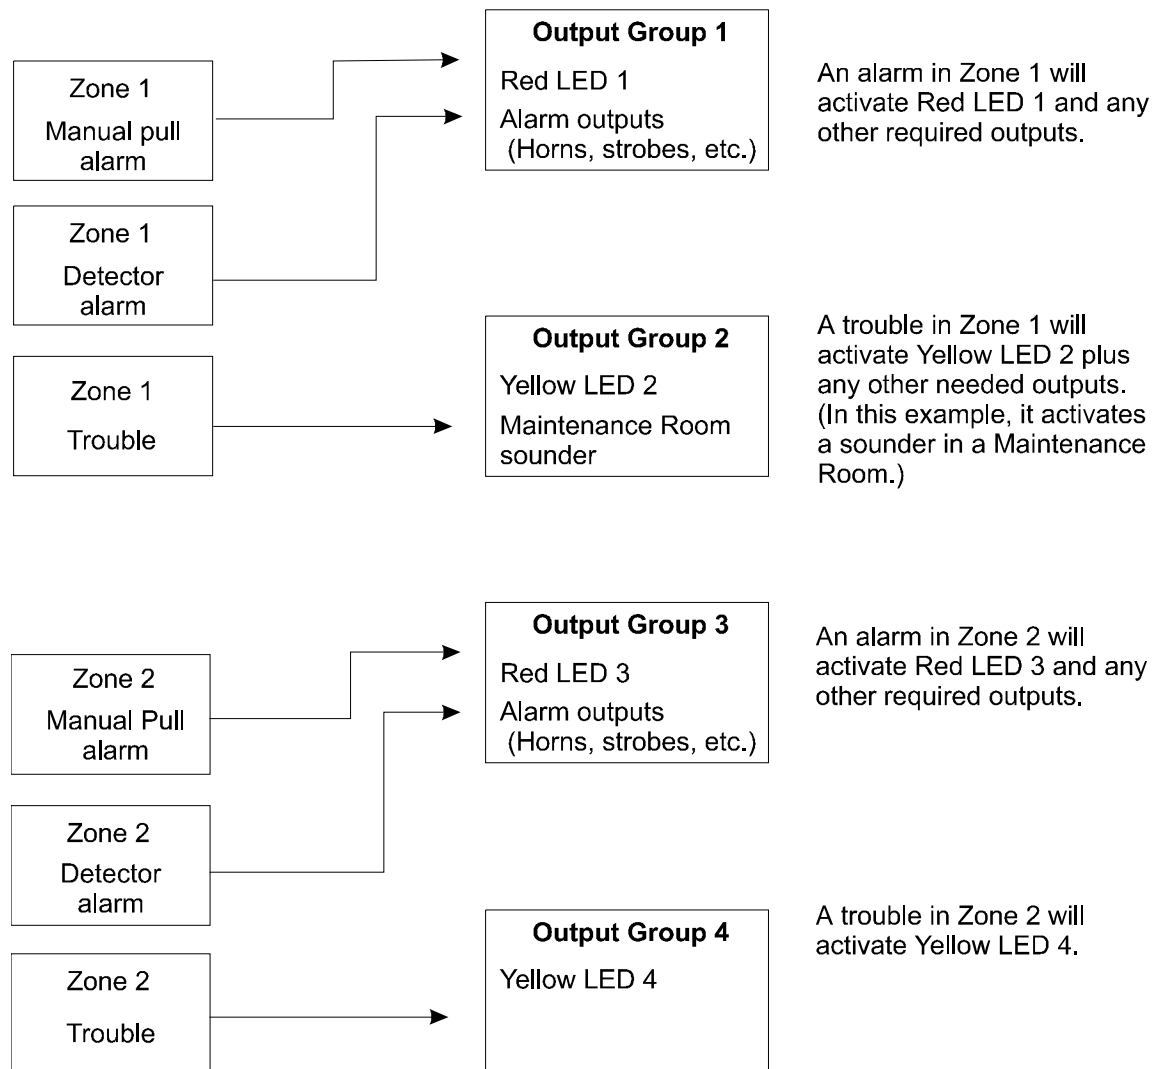 Zone 1
Manual pull
alarm
Output Group 1
Red LED 1
Alarm outputs
(Horns, strobes, etc.)
An alarm in Zone 1 will
activate Red LED 1 and any
other required outputs.
Zone 1
Detector
alarm
Zone 1
Trouble
Output Group 2
Yellow LED 2
Maintenance Room
sounder
A trouble in Zone 1 will
activate Yellow LED 2 plus
any other needed outputs.
(In this example, it activates
a sounder in a Maintenance
Room.)
Zone 2
Manual Pull
alarm
Output Group 3
Red LED 3
Alarm outputs
(Horns, strobes, etc.)
An alarm in Zone 2 will
activate Red LED 3 and any
other required outputs.
Zone 2
Detector
alarm
Zone 2
Trouble
Output Group 4
Yellow LED 4
A trouble in Zone 2 will
activate Yellow LED 4.